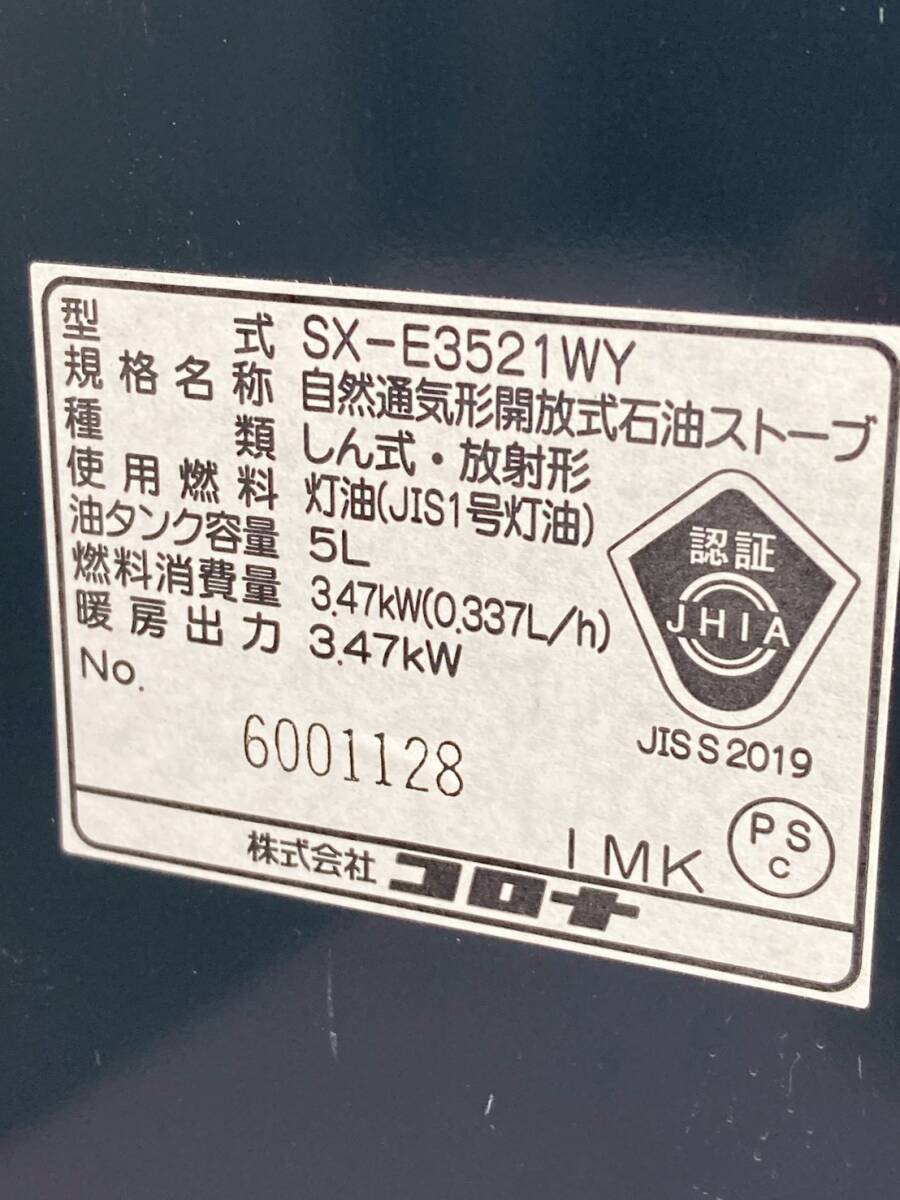 型式 SX-E3521WY
規格名称 自然通気形開放式石油ストーブ
種類 しん式・放射形
使用燃料 灯油(JIS1号灯油)
油タンク容量 5L
燃料消費量 3.47kW(0.337L/h)
暖房出力 3.47kW
No.
6001128
認証
JHIA
JIS S 2019
IMK
PS
C
株式会社 コロナ